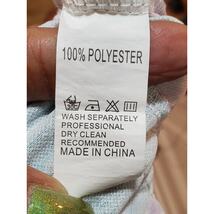 100% POLYESTER
WASH SEPARATELY
PROFESSIONAL
DRY CLEAN
RECOMMENDED
MADE IN CHINA